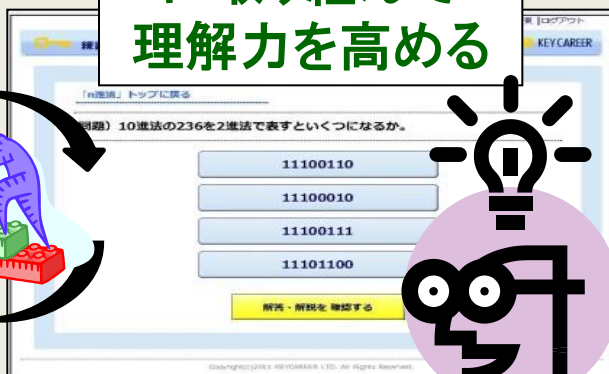 理解力を高める
KEY CAREER
「n進法」トップに戻る
問題）10進法の236を2進法で表すといくつになるか。
11100110
11100010
11100111
11101100
解答・解説を確認する